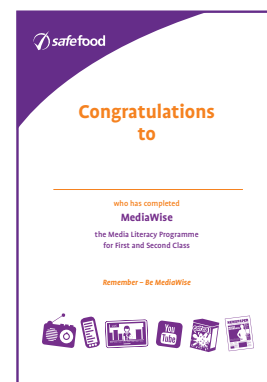 safefood
Congratulations
to
who has completed
MediaWise
the Media Literacy Programme
for First and Second Class
Remember – Be MediaWise
You
Tube
NEWSPAPER